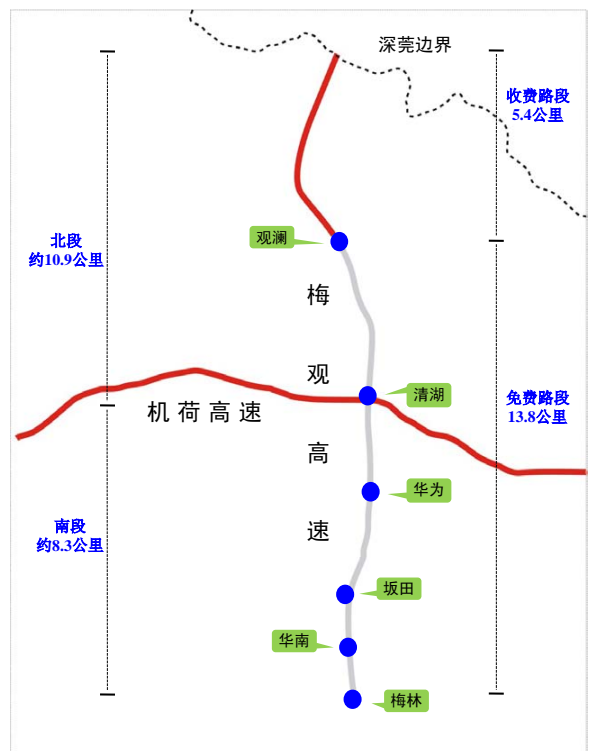 深莞边界
收费路段
5.4公里
观澜
北段
约10.9公里
梅
观
高
速
清湖
机荷高速
免费路段
13.8公里
华为
南段
约8.3公里
坂田
华南
梅林